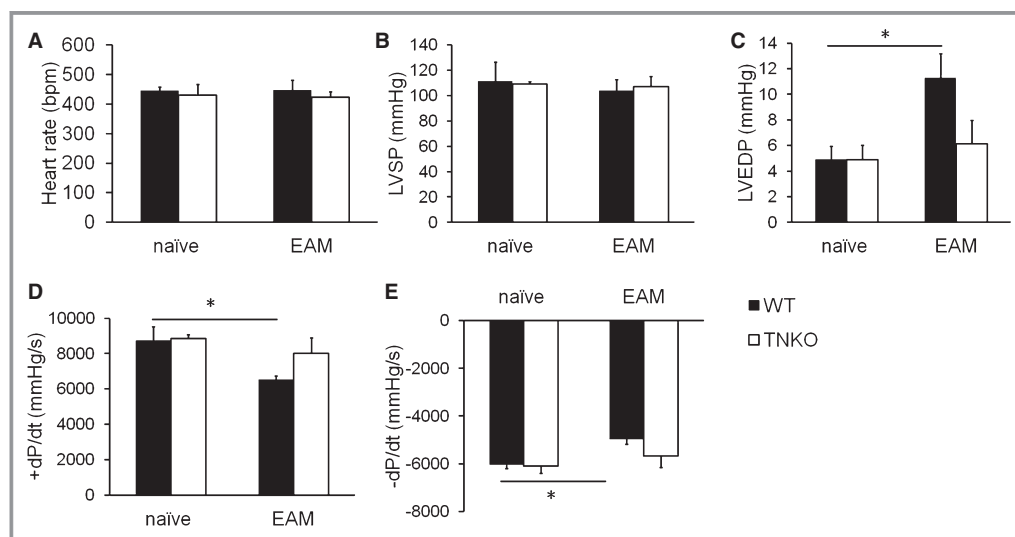 A
Heart rate (bpm)
600
500
400
300
200
100
0
naïve
EAM
B
LVSP (mmHg)
140
120
100
80
60
40
20
0
naïve
EAM
C
LVEDP (mmHg)
14
12
10
8
6
4
2
0
*
naïve
EAM
D
+dP/dt (mmHg/s)
10000
8000
6000
4000
2000
0
*
naïve
EAM
E
naïve
EAM
-dP/dt (mmHg/s)
0
-2000
-4000
-6000
-8000
*
WT
TNKO